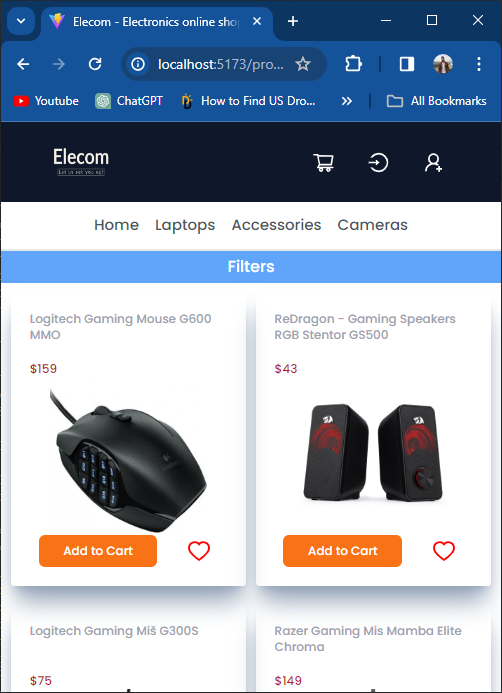 Elecom - Electronics online shop
localhost:5173/pro...
Youtube
ChatGPT
How to Find US Dro...
»
All Bookmarks
Elecom
Let us set you up!
Home Laptops Accessories Cameras
Filters
Logitech Gaming Mouse G600
MMO
$159
Add to Cart
ReDragon - Gaming Speakers
RGB Stentor GS500
$43
Add to Cart
Logitech Gaming Miš G300S
$75
Razer Gaming Mis Mamba Elite
Chroma
$149